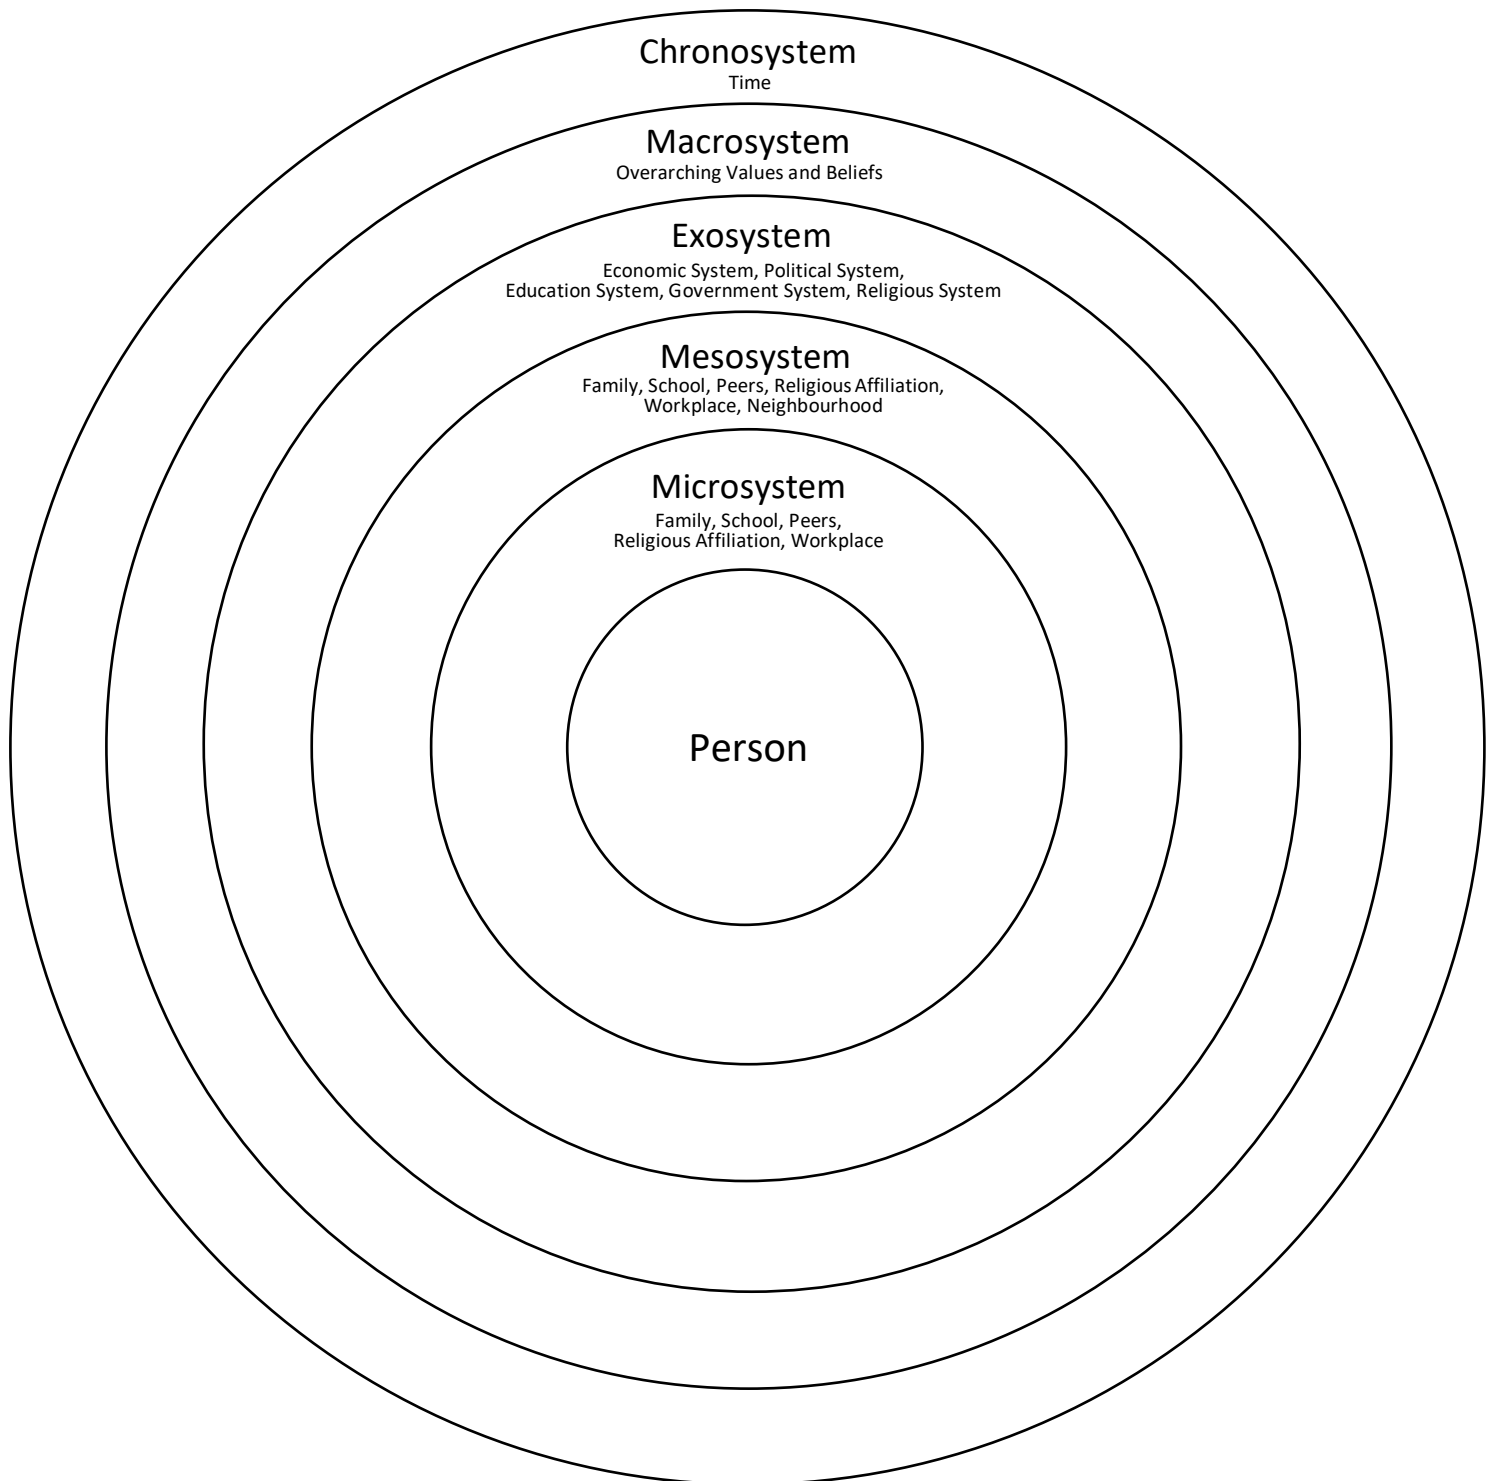 Chronosystem
Time
Macrosystem
Overarching Values and Beliefs
Exosystem
Economic System, Political System,
Education System, Government System, Religious System
Mesosystem
Family, School, Peers, Religious Affiliation,
Workplace, Neighbourhood
Microsystem
Family, School, Peers,
Religious Affiliation, Workplace
Person